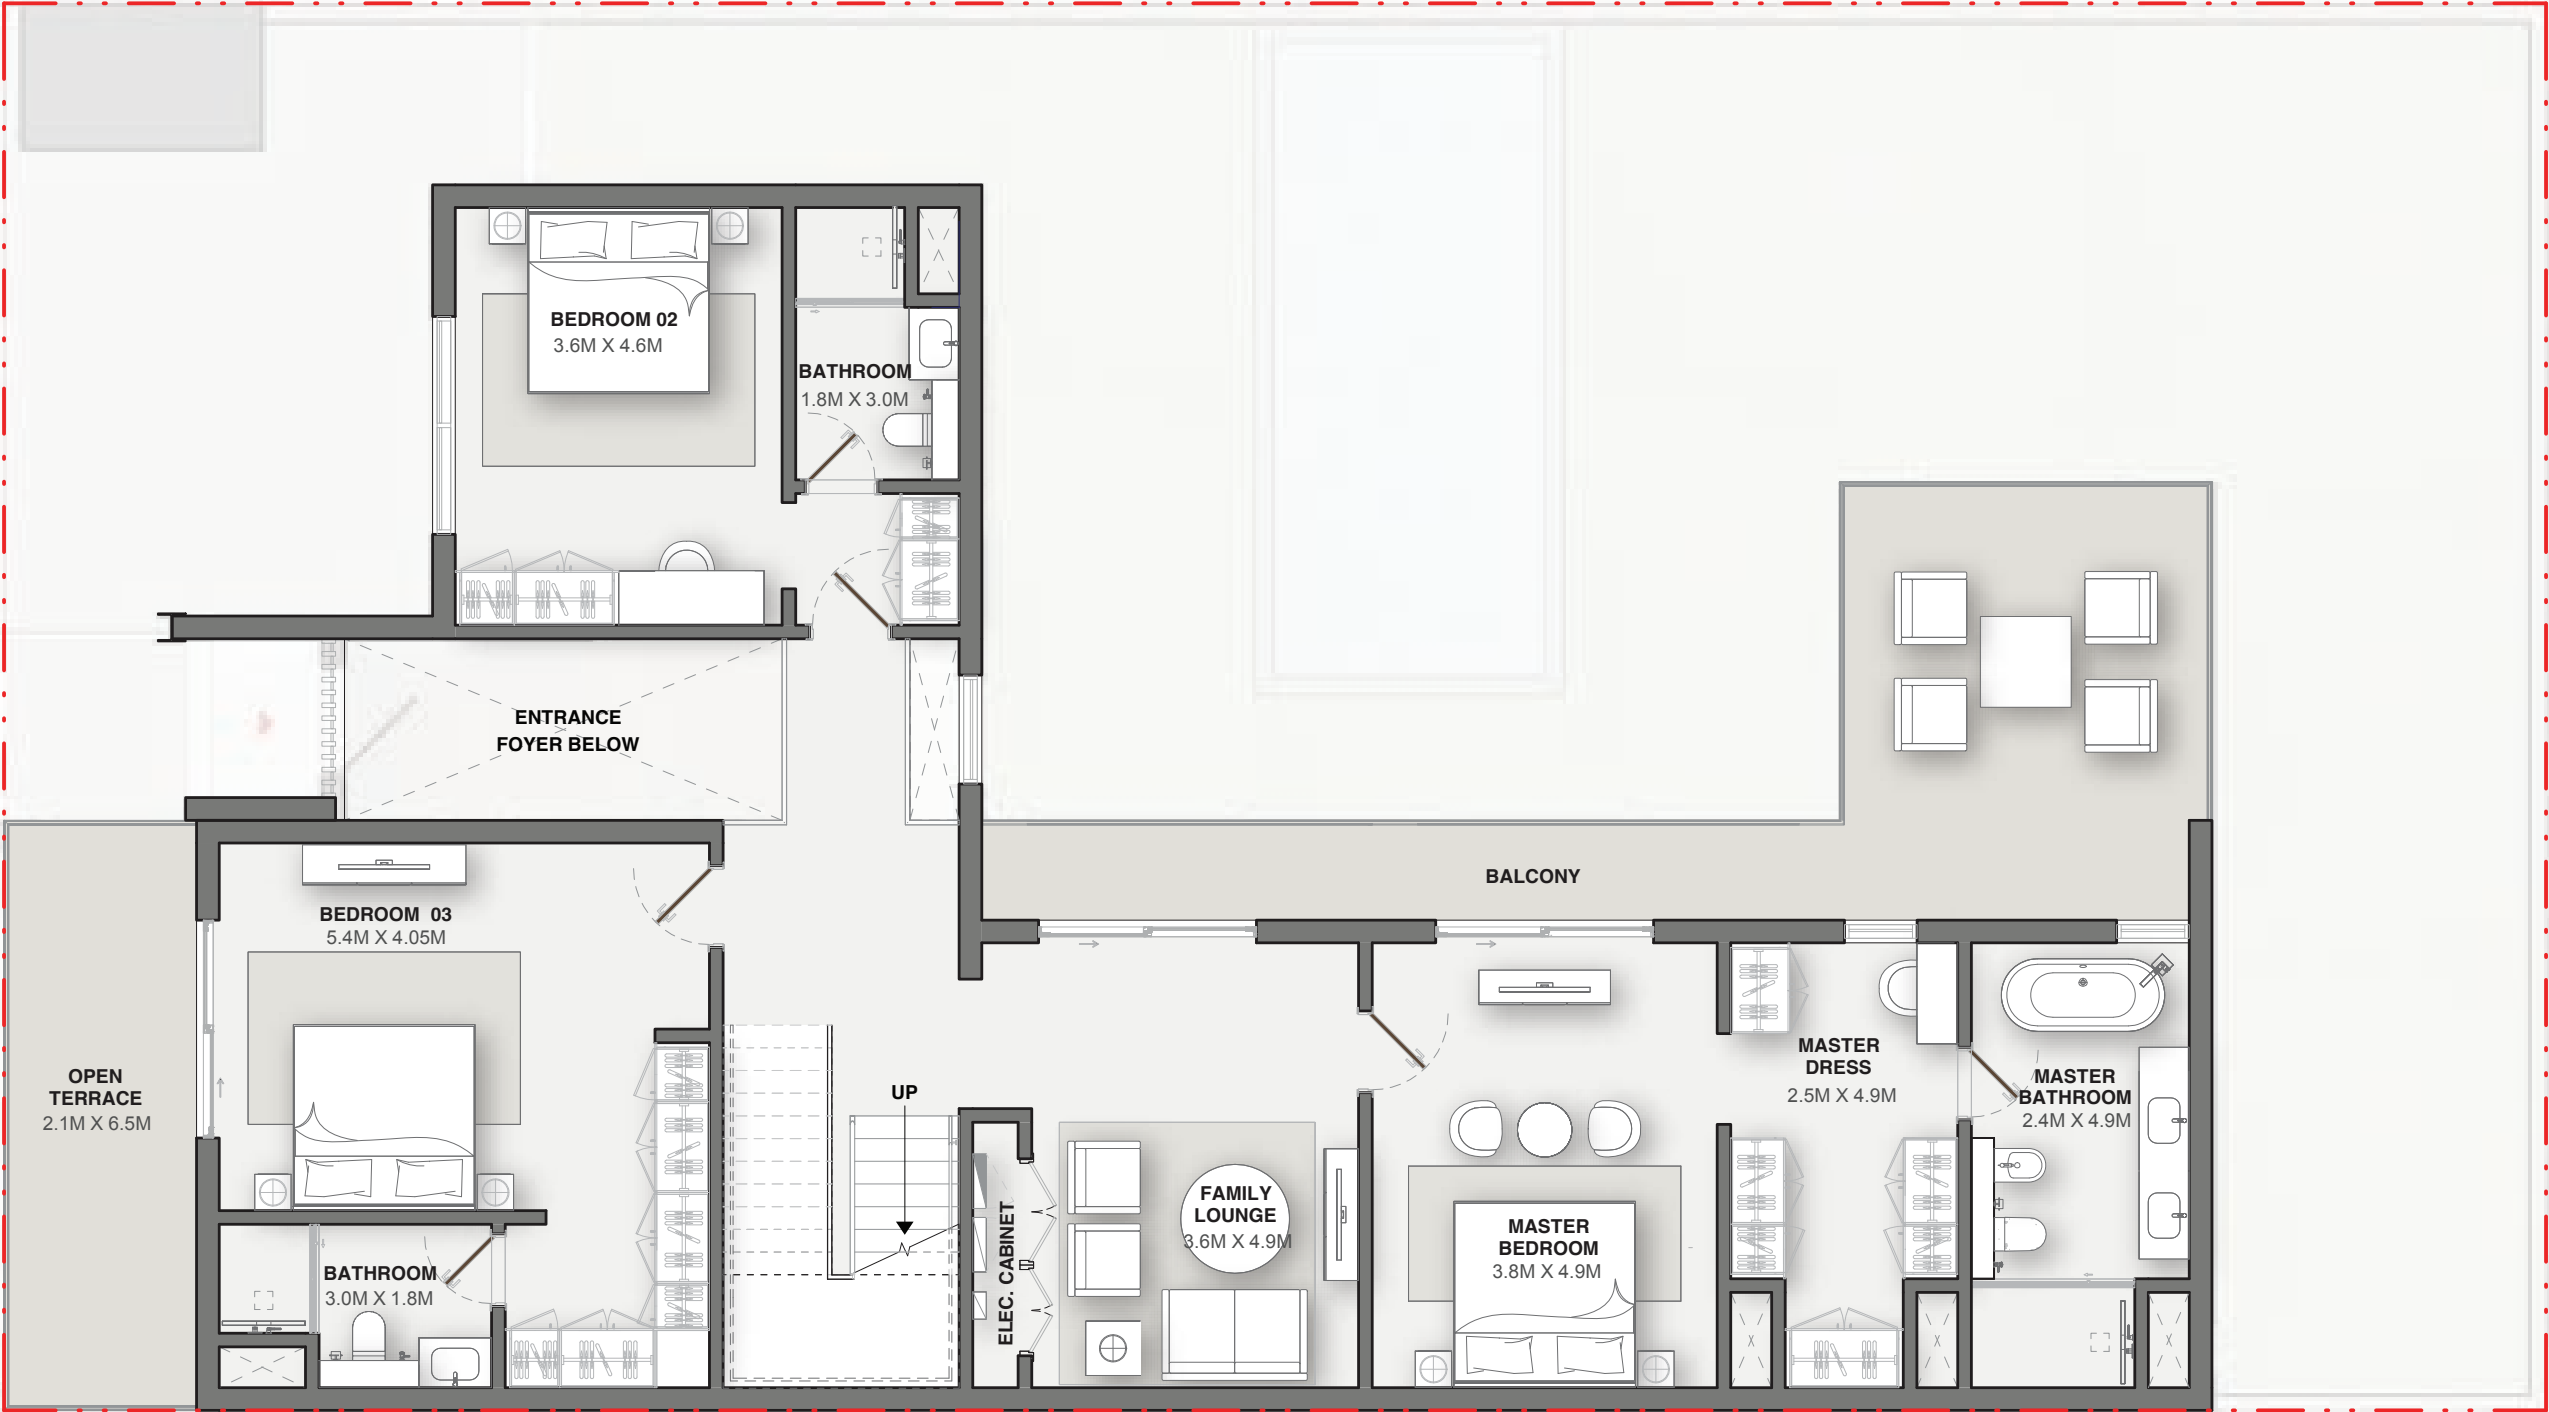 BEDROOM 02
3.6M X 4.6M
BATHROOM
1.8M X 3.0M
ENTRANCE
FOYER BELOW
BALCONY
BEDROOM 03
5.4M X 4.05M
OPEN
TERRACE
2.1M X 6.5M
UP
BATHROOM
3.0M X 1.8M
ELEC. CABINET
FAMILY
LOUNGE
3.6M X 4.9M
MASTER
BEDROOM
3.8M X 4.9M
MASTER
DRESS
2.5M X 4.9M
MASTER
BATHROOM
2.4M X 4.9M